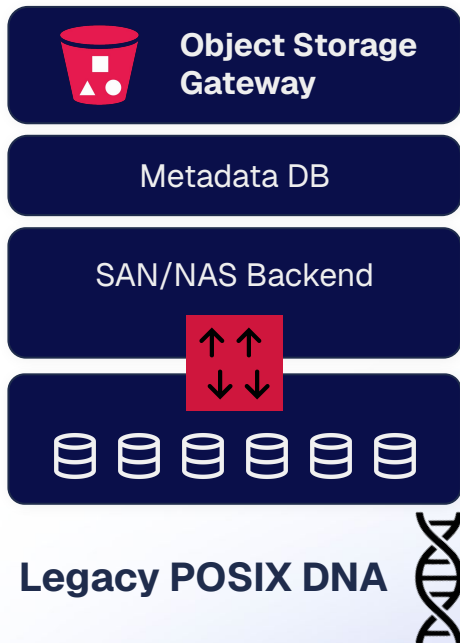 Object Storage
Gateway
Metadata DB
SAN/NAS Backend
Legacy POSIX DNA